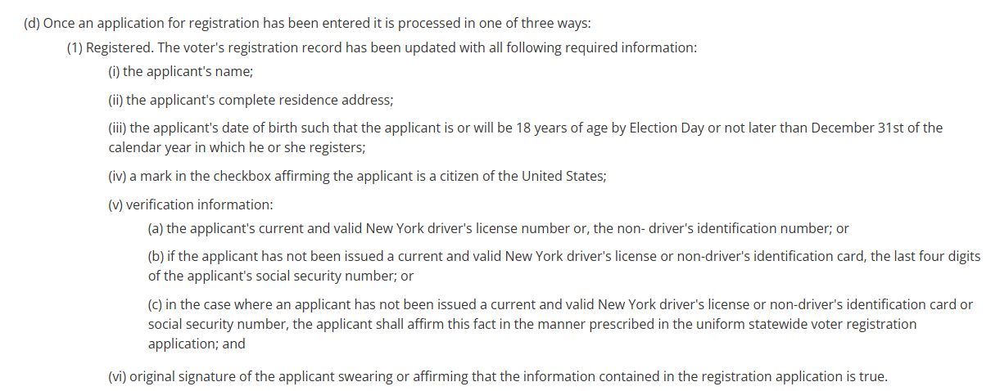 (d) Once an application for registration has been entered it is processed in one of three ways:
(1) Registered. The voter's registration record has been updated with all following required information:
(i) the applicant's name;
(ii) the applicant's complete residence address;
(iii) the applicant's date of birth such that the applicant is or will be 18 years of age by Election Day or not later than December 31st of the
calendar year in which he or she registers;
(iv) a mark in the checkbox affirming the applicant is a citizen of the United States;
(v) verification information:
(a) the applicant's current and valid New York driver's license number or, the non- driver's identification number; or
(b) if the applicant has not been issued a current and valid New York driver's license or non-driver's identification card, the last four digits
of the applicant's social security number; or
(c) in the case where an applicant has not been issued a current and valid New York driver's license or non-driver's identification card or
social security number, the applicant shall affirm this fact in the manner prescribed in the uniform statewide voter registration
application; and
(vi) original signature of the applicant swearing or affirming that the information contained in the registration application is true.